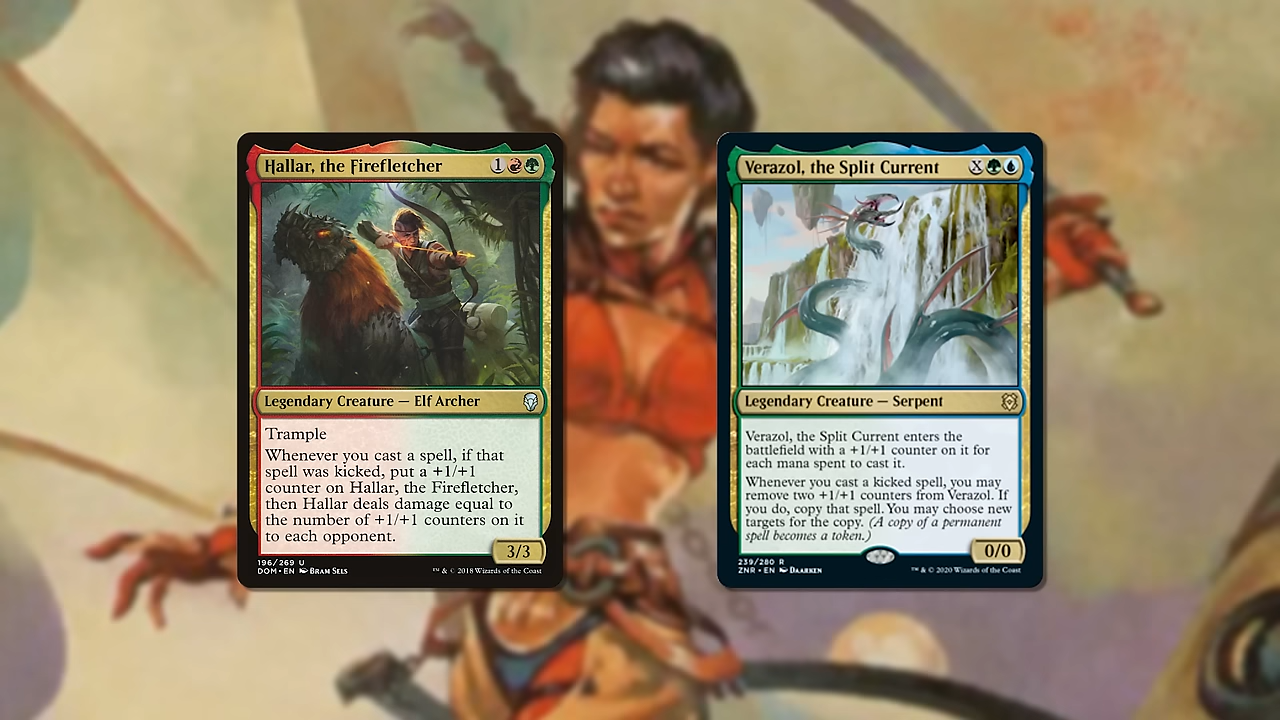 Hallar, the Firefletcher 1
Legendary Creature — Elf Archer
Trample
Whenever you cast a spell, if that
spell was kicked, put a +1/+1
counter on Hallar, the Firefletcher,
then Hallar deals damage equal to
the number of +1/+1 counters on it
to each opponent.
3/3
196/269 U
DOM • EN Bram Sels
™ & © 2018 Wizards of the Coast
Verazol, the Split Current X
Legendary Creature — Serpent
Verazol, the Split Current enters the
battlefield with a +1/+1 counter on it for
each mana spent to cast it.
Whenever you cast a kicked spell, you may
remove two +1/+1 counters from Verazol. If
you do, copy that spell. You may choose new
targets for the copy. (A copy of a permanent
spell becomes a token.)
0/0
239/280 R
ZNR • EN Daarken
™ & © 2020 Wizards of the Coast